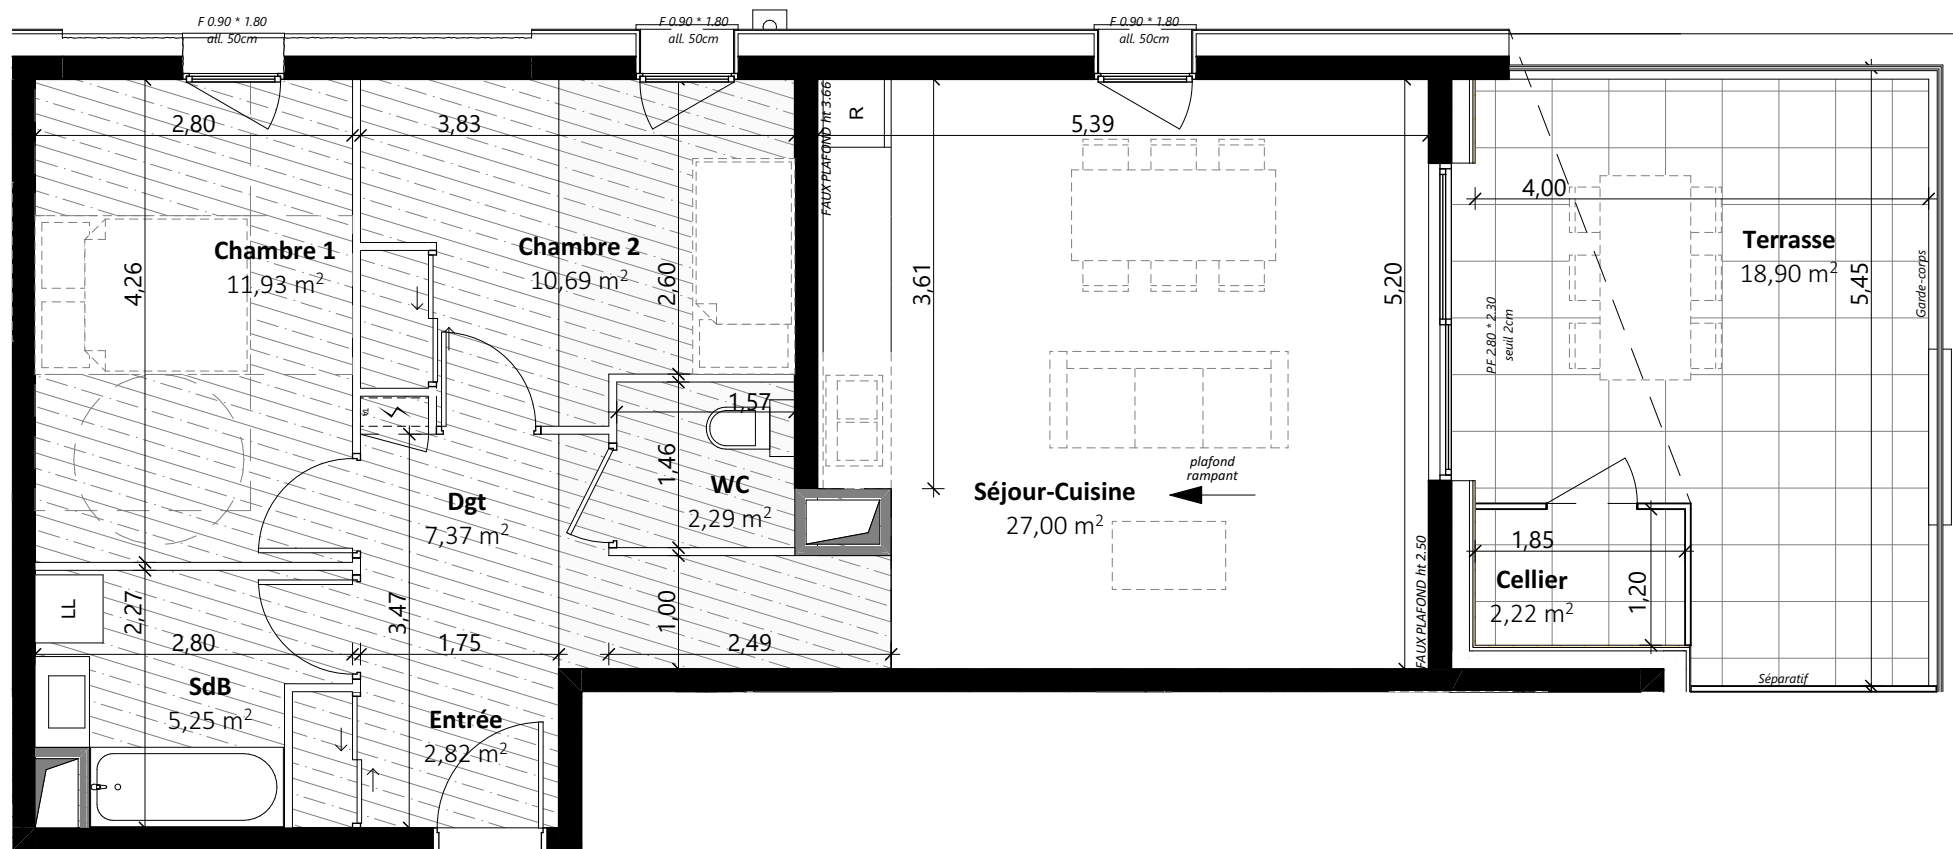 F 0.90 * 1.80
all. 50cm
F 0.90 * 1.80
all. 50cm
F 0.90 * 1.80
all. 50cm
2,80
3,83
FAUX PLAFOND ht 3.66
R
5,39
4,00
Chambre 1
11,93 m²
4,26
Chambre 2
10,69 m²
2,60
3,61
5,20
Terrasse
18,90 m²
5,45
Garde-corps
PF 2.80 * 2.30
seuil 2cm
1,57
1,46
WC
2,29 m²
Dgt
7,37 m²
plafond
rampant
Séjour-Cuisine
27,00 m²
1,85
Cellier
2,22 m²
1,20
FAUX PLAFOND ht 2.50
LL
2,27
3,47
1,00
2,80
1,75
2,49
SdB
5,25 m²
Entrée
2,82 m²
Séparatif